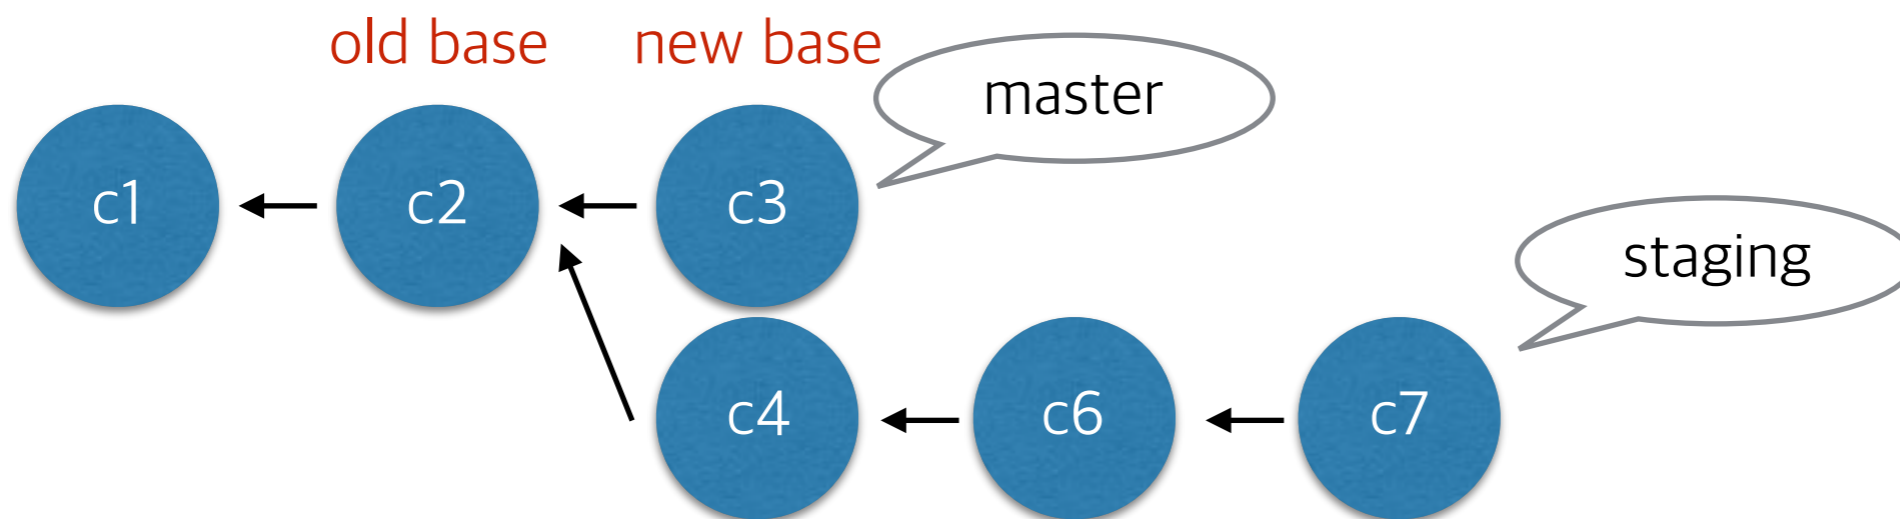 old base
new base
master
c1
c2
c3
staging
c4
c6
c7